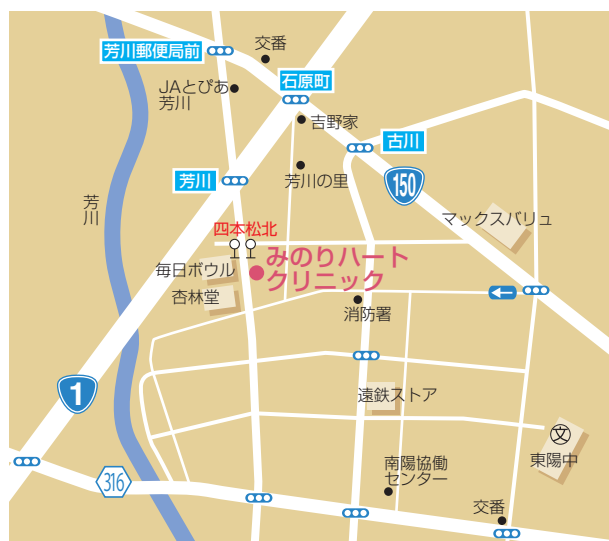 交番
芳川郵便局前
石原町
JAとぴあ
芳川
吉野家
古川
芳川
芳川の里
150
芳川
マックスバリュ
四本松北
みのりハート
クリニック
毎日ボウル
杏林堂
消防署
1
遠鉄ストア
文
東陽中
南陽協働
センター
316
交番